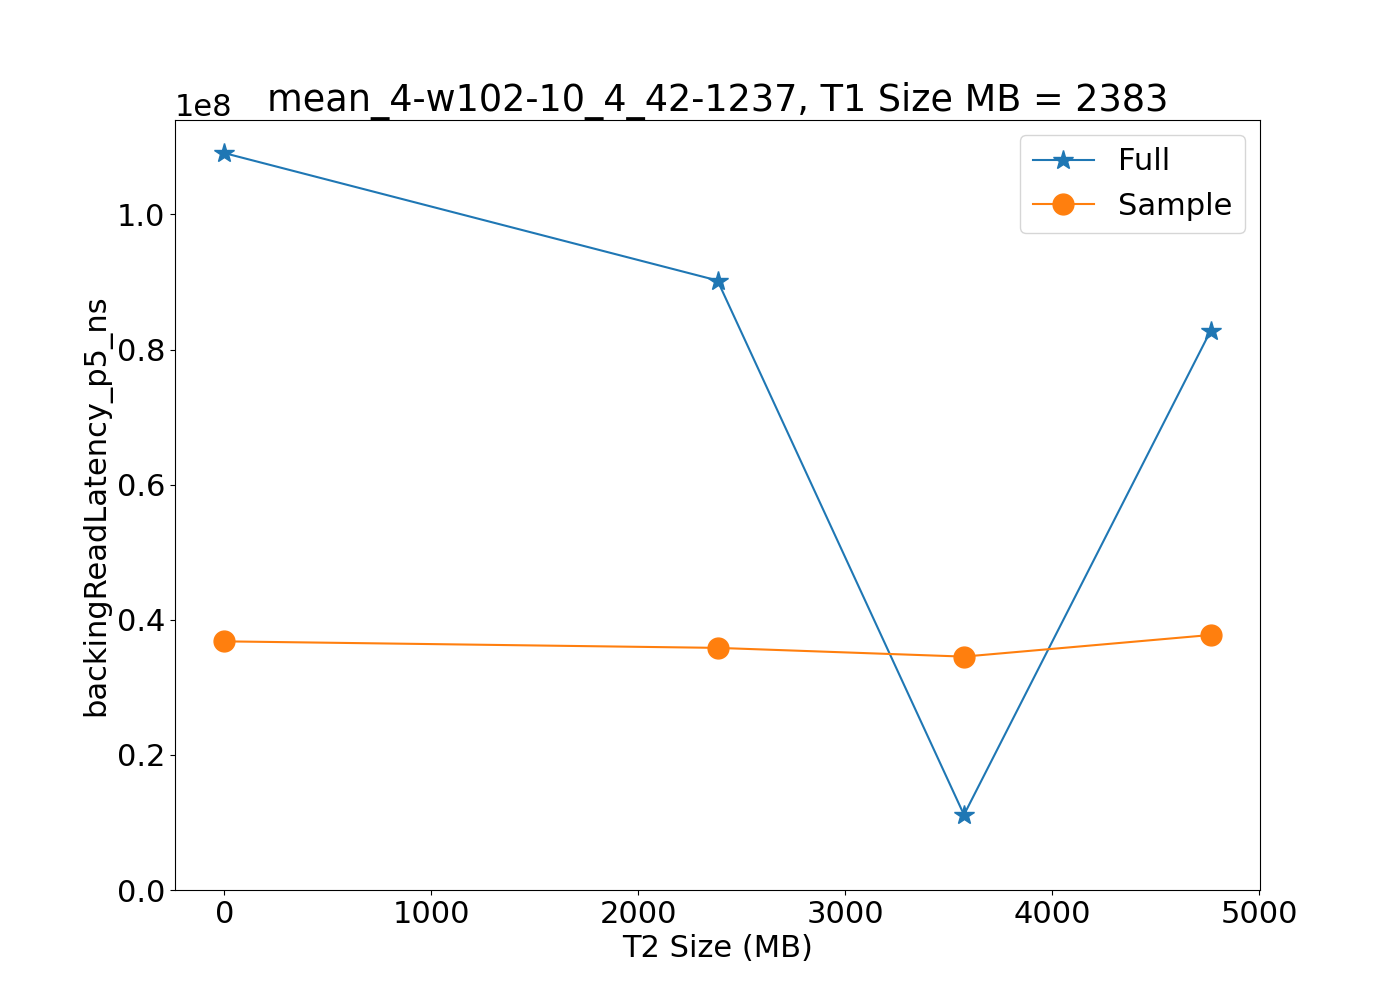 mean_4-w102-10_4_42-1237, T1 Size MB = 2383
1e8
Full
Sample
1.0
0.8
0.6
0.4
0.2
0.0
backingReadLatency_p5_ns
0 1000 2000 3000 4000 5000
T2 Size (MB)